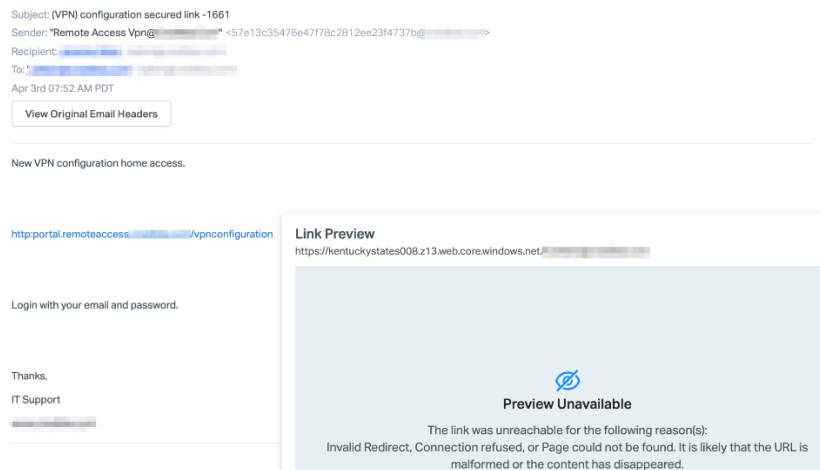 Subject: (VPN) configuration secured link -1661
Sender: "Remote Access Vpn@ " <57e13c35476e47f78c2812ee23f4737b@ >
Recipient:
To: '
Apr 3rd 07:52 AM PDT
View Original Email Headers
New VPN configuration home access.
http:portal.remoteaccess /vpnconfiguration
Link Preview
https://kentuckystates008.z13.web.core.windows.net/
Login with your email and password.
Preview Unavailable
The link was unreachable for the following reason(s):
Invalid Redirect, Connection refused, or Page could not be found. It is likely that the URL is
malformed or the content has disappeared.
Thanks,
IT Support